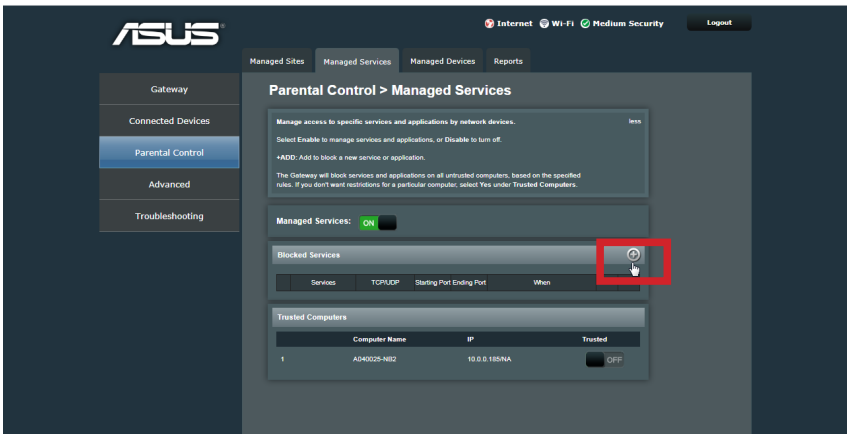 ASUS
Internet Wi-Fi Medium Security
Logout
Managed Sites Managed Services Managed Devices Reports
Gateway
Connected Devices
Parental Control
Advanced
Troubleshooting
Parental Control > Managed Services
Manage access to specific services and applications by network devices. less
Select Enable to manage services and applications, or Disable to turn off.
+ADD: Add to block a new service or application.
The Gateway will block services and applications on all untrusted computers, based on the specified
rules. If you don't want restrictions for a particular computer, select Yes under Trusted Computers.
Managed Services: ON
Blocked Services
Services TCP/UDP Starting Port Ending Port When
Trusted Computers
Computer Name IP Trusted
1 A040025-NB2 10.0.0.185/NA OFF